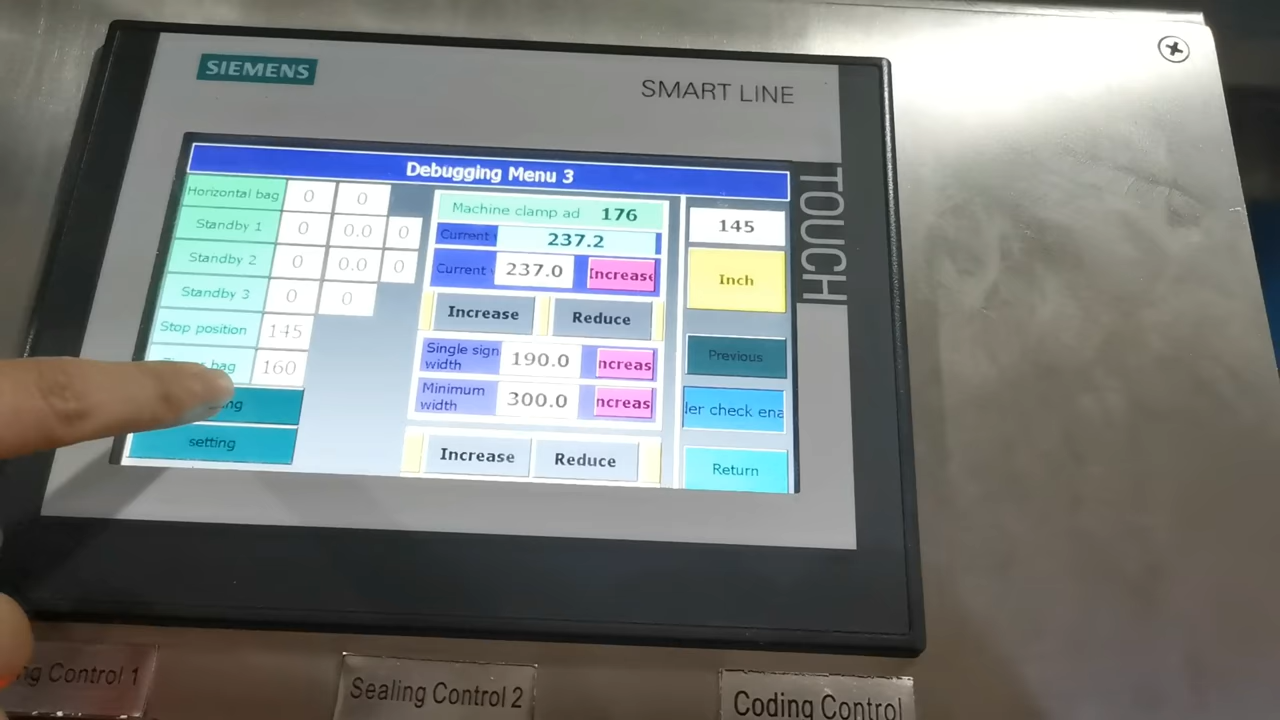 SIEMENS
SMART LINE
TOUCH
Debugging Menu 3
Horizontal bag 0 0
Standby 1 0 0.0 0
Standby 2 0 0.0 0
Standby 3 0 0
Stop position 145
bag 160
setting
Machine clamp ad 176
Current 237.2
Current 237.0 Increase
Increase Reduce
Single sign 190.0 ncreas
width
Minimum 300.0 ncreas
width
Increase Reduce
145
Inch
Previous
ler check ena
Return
ng Control 1
Sealing Control 2
Coding Control